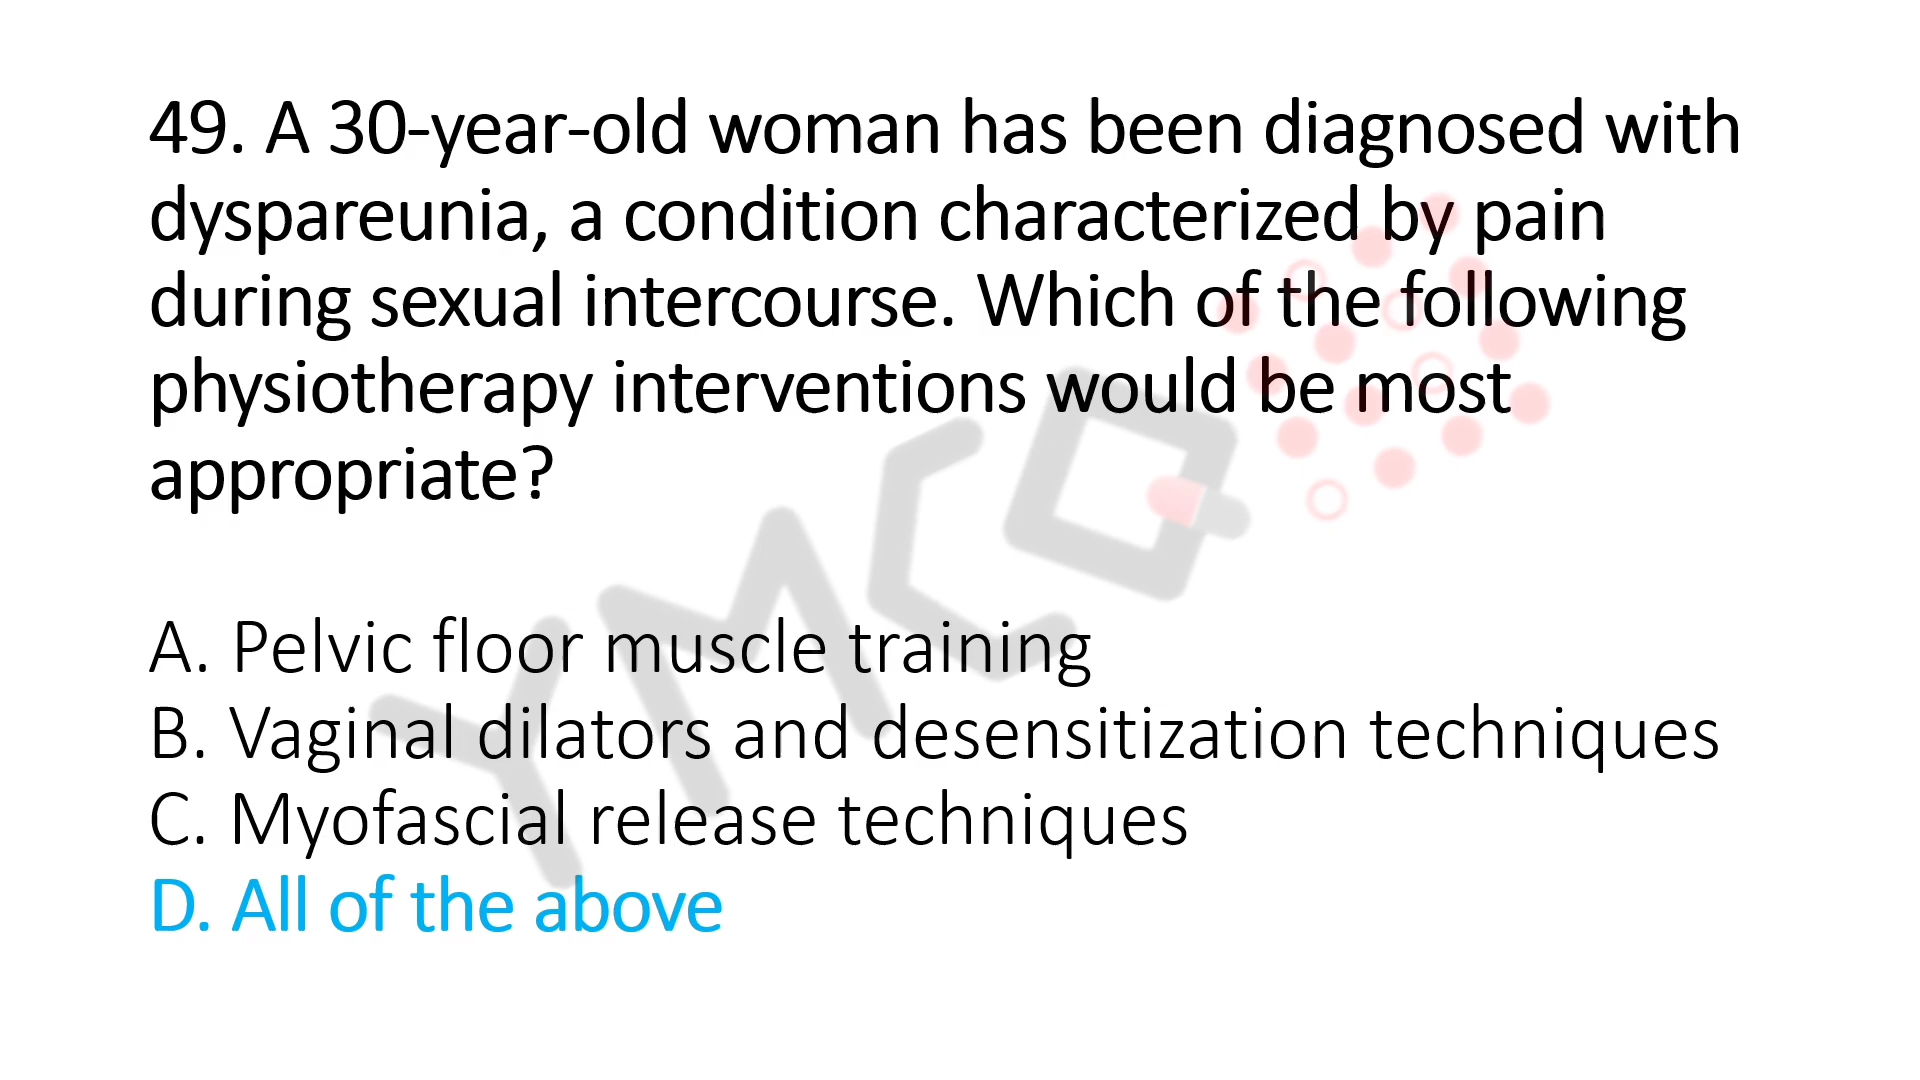 49. A 30-year-old woman has been diagnosed with
dyspareunia, a condition characterized by pain
during sexual intercourse. Which of the following
physiotherapy interventions would be most
appropriate?
A. Pelvic floor muscle training
B. Vaginal dilators and desensitization techniques
C. Myofascial release techniques
D. All of the above
YMCQ